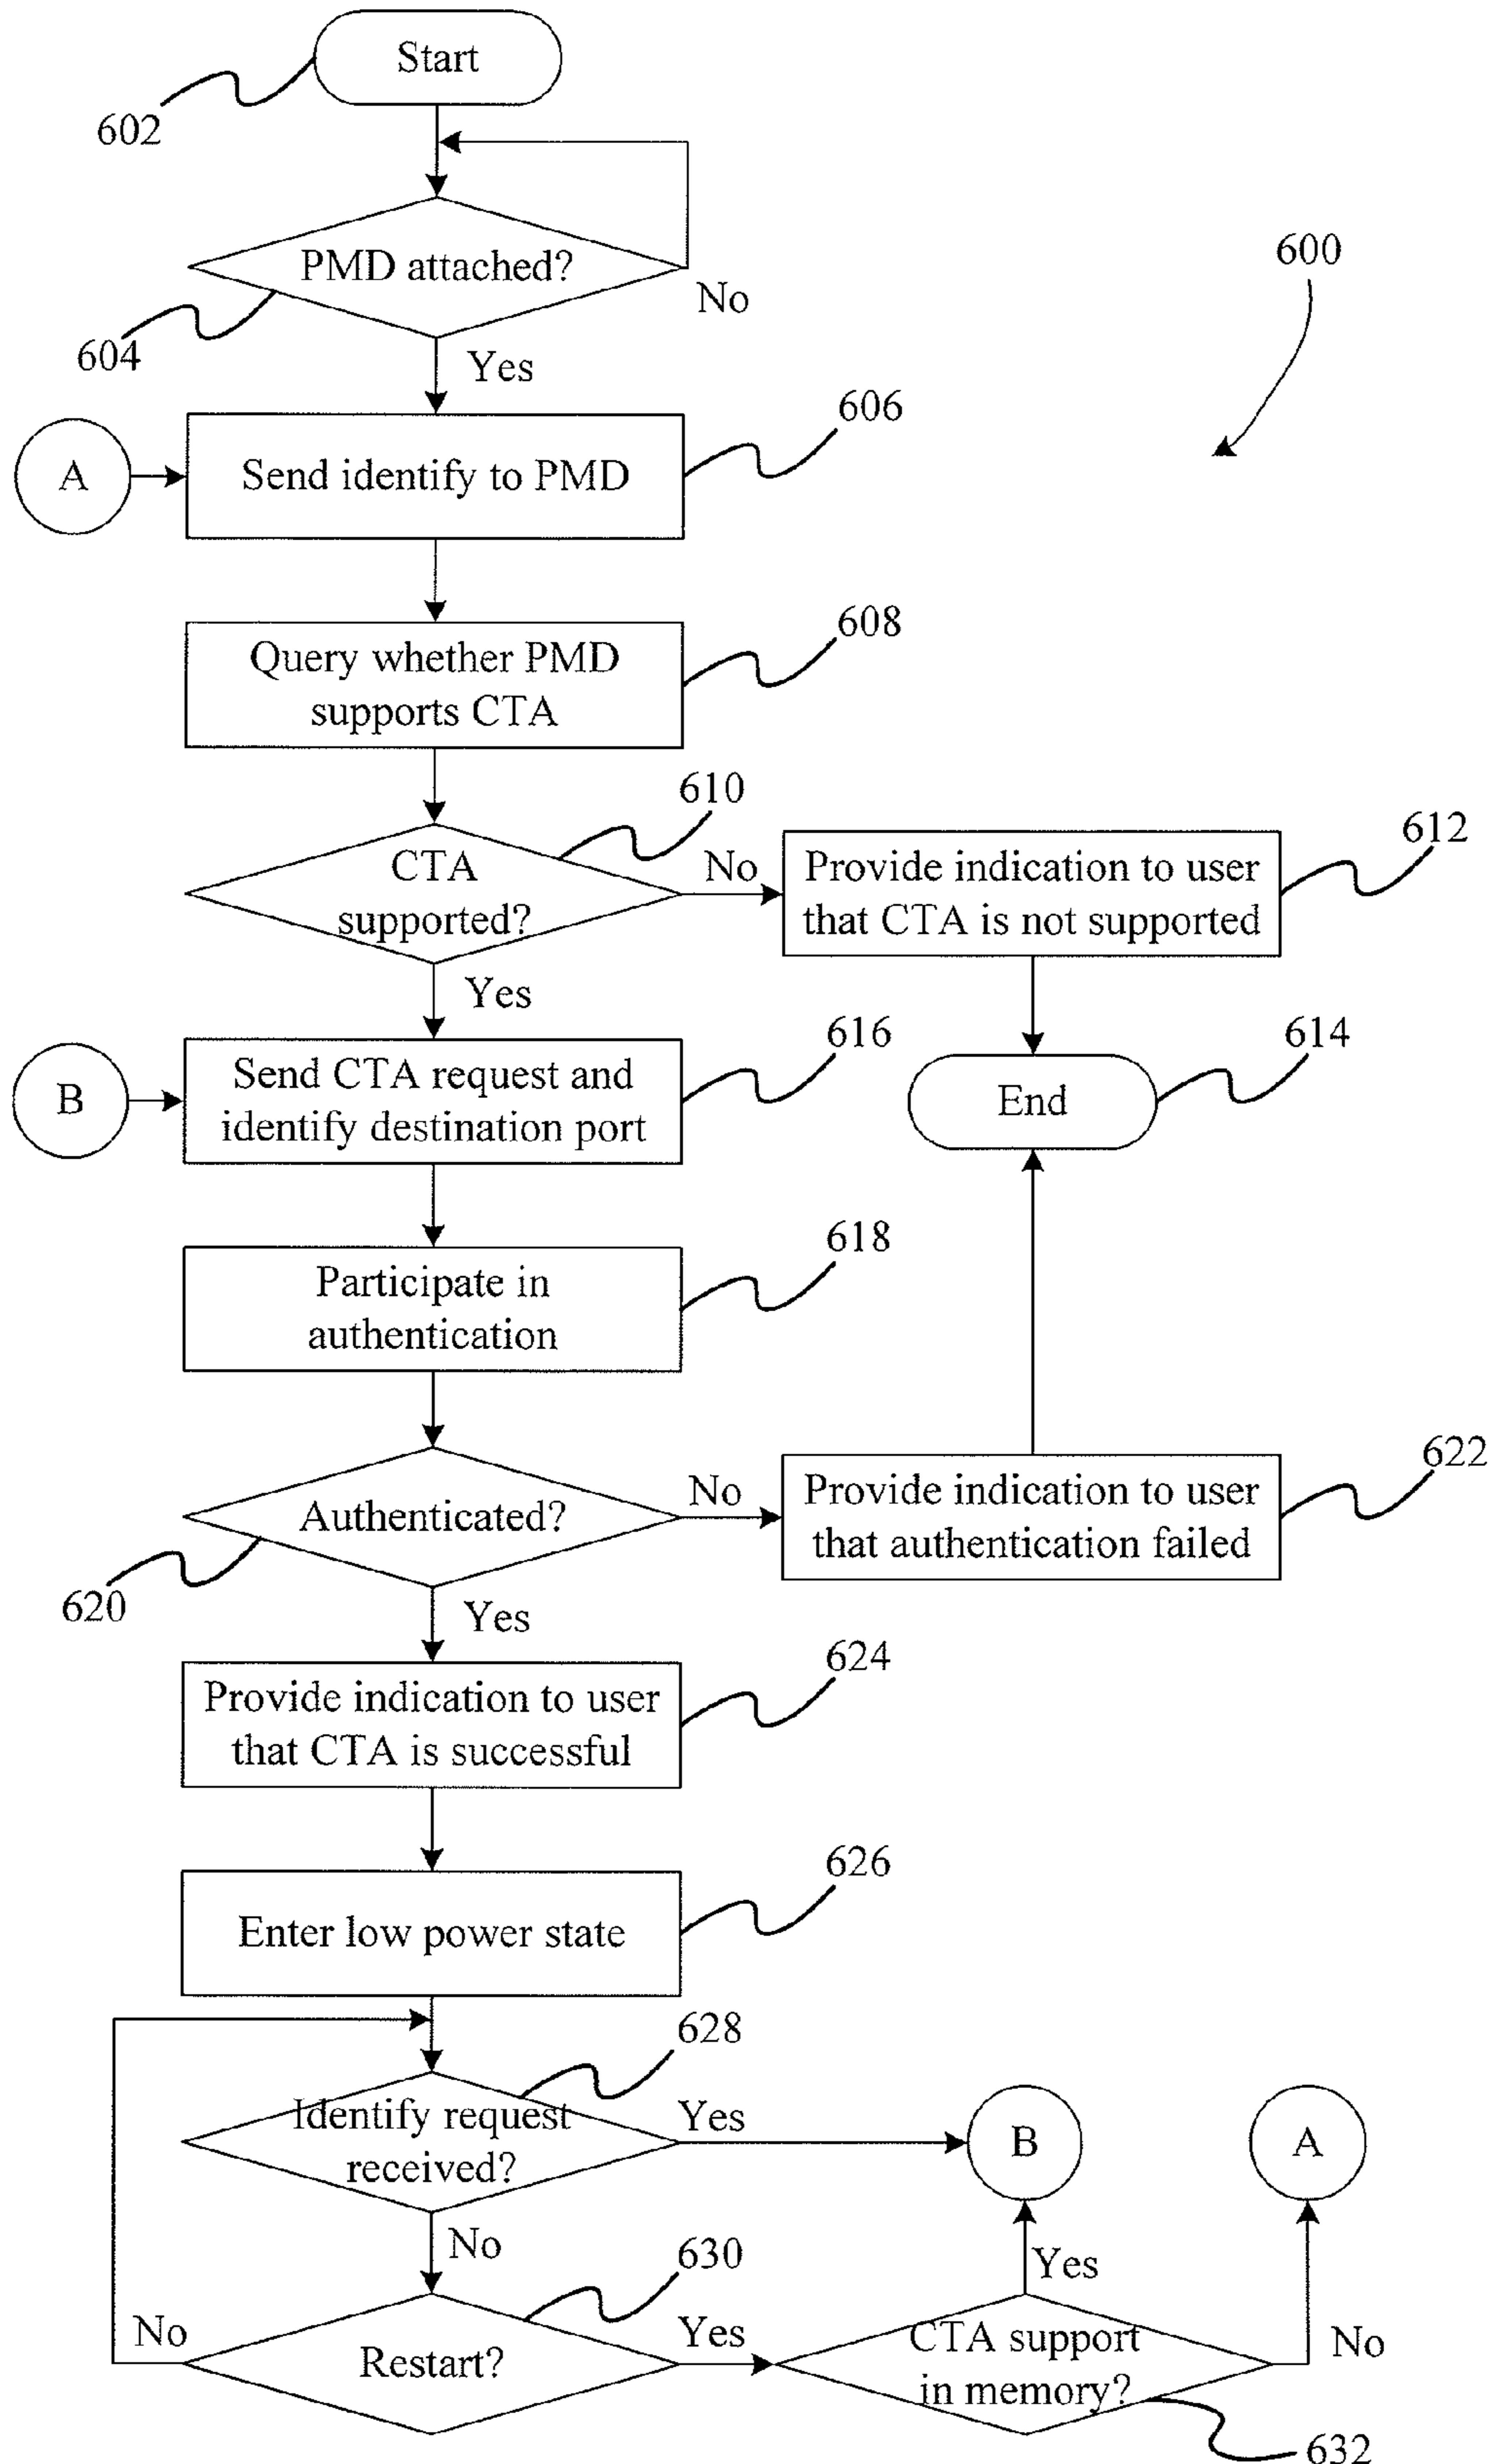 Start
602
PMD attached?
No
600
604
Yes
606
A
Send identify to PMD
608
Query whether PMD
supports CTA
610
612
CTA
supported?
No
Provide indication to user
that CTA is not supported
Yes
616
614
B
Send CTA request and
identify destination port
End
618
Participate in
authentication
622
Authenticated?
No
Provide indication to user
that authentication failed
620
Yes
624
Provide indication to user
that CTA is successful
626
Enter low power state
628
Identify request
received?
Yes
B
A
No
630
Yes
No
Restart?
Yes
CTA support
in memory?
No
632